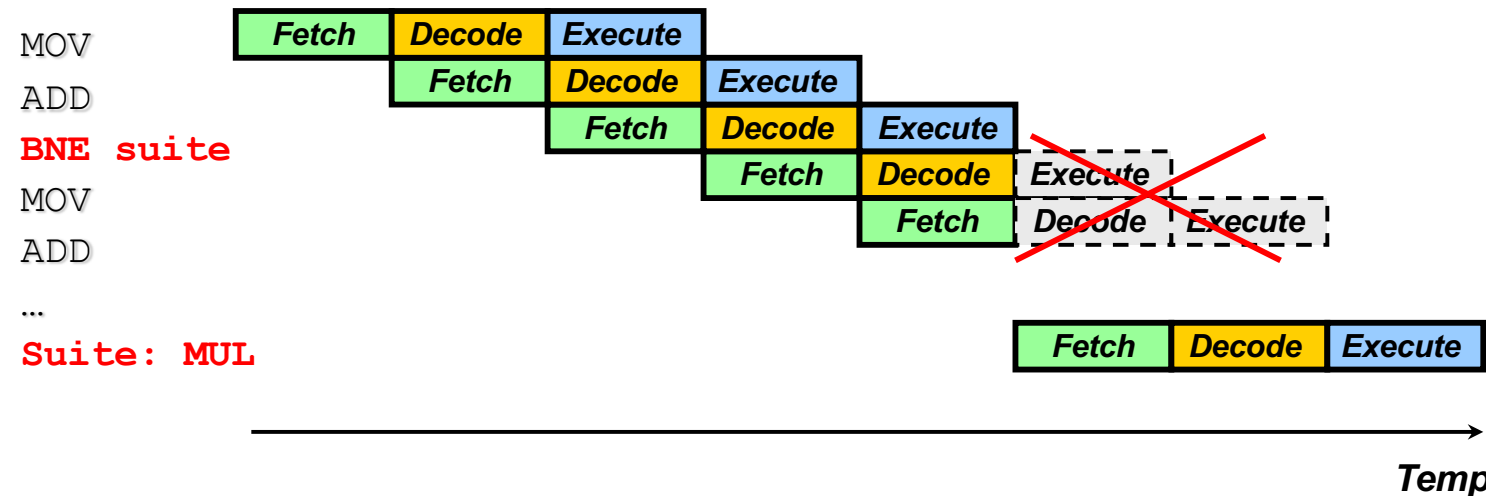 MOV Fetch Decode Execute
ADD Fetch Decode Execute
BNE suite Fetch Decode Execute
MOV Fetch Decode Execute
ADD Fetch Decode Execute
…
Suite: MUL Fetch Decode Execute
Temp